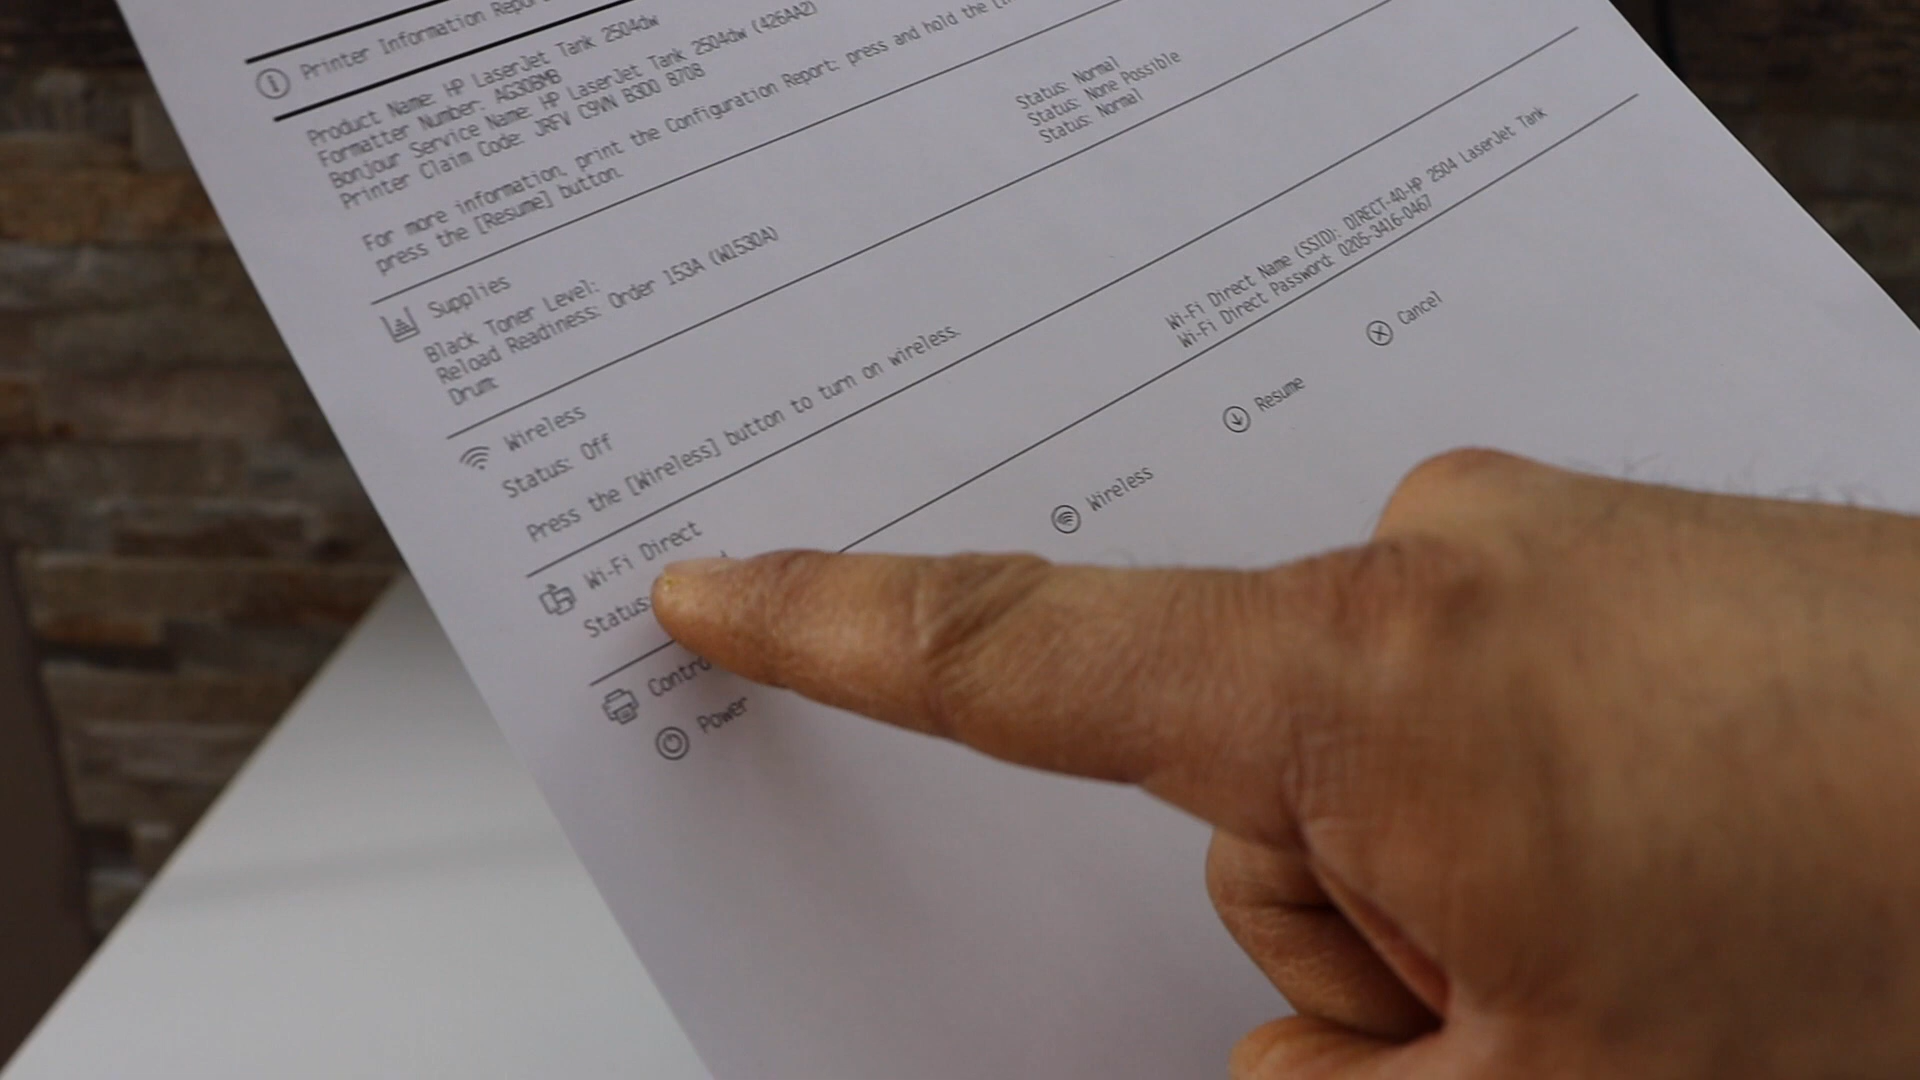 Printer Information Report
Product Name: HP LaserJet Tank 2504dw
Formatter Number: AG308MB
Bonjour Service Name: HP LaserJet Tank 2504dw (426AA2)
Printer Claim Code: JRFV C9VN B3D0 8708
For more information, print the Configuration Report: press and hold the
press the [Resume] button.
Supplies
Black Toner Level: Status: Normal
Reload Readiness: Order 153A (W1530A) Status: None Possible
Drum: Status: Normal
Wireless
Status: Off
Press the [Wireless] button to turn on wireless.
Wi-Fi Direct
Status: Wi-Fi Direct Name (SSID): DIRECT-40-HP 2504 LaserJet Tank
Wi-Fi Direct Password: 0205-3416-0467
Power Wireless Resume Cancel